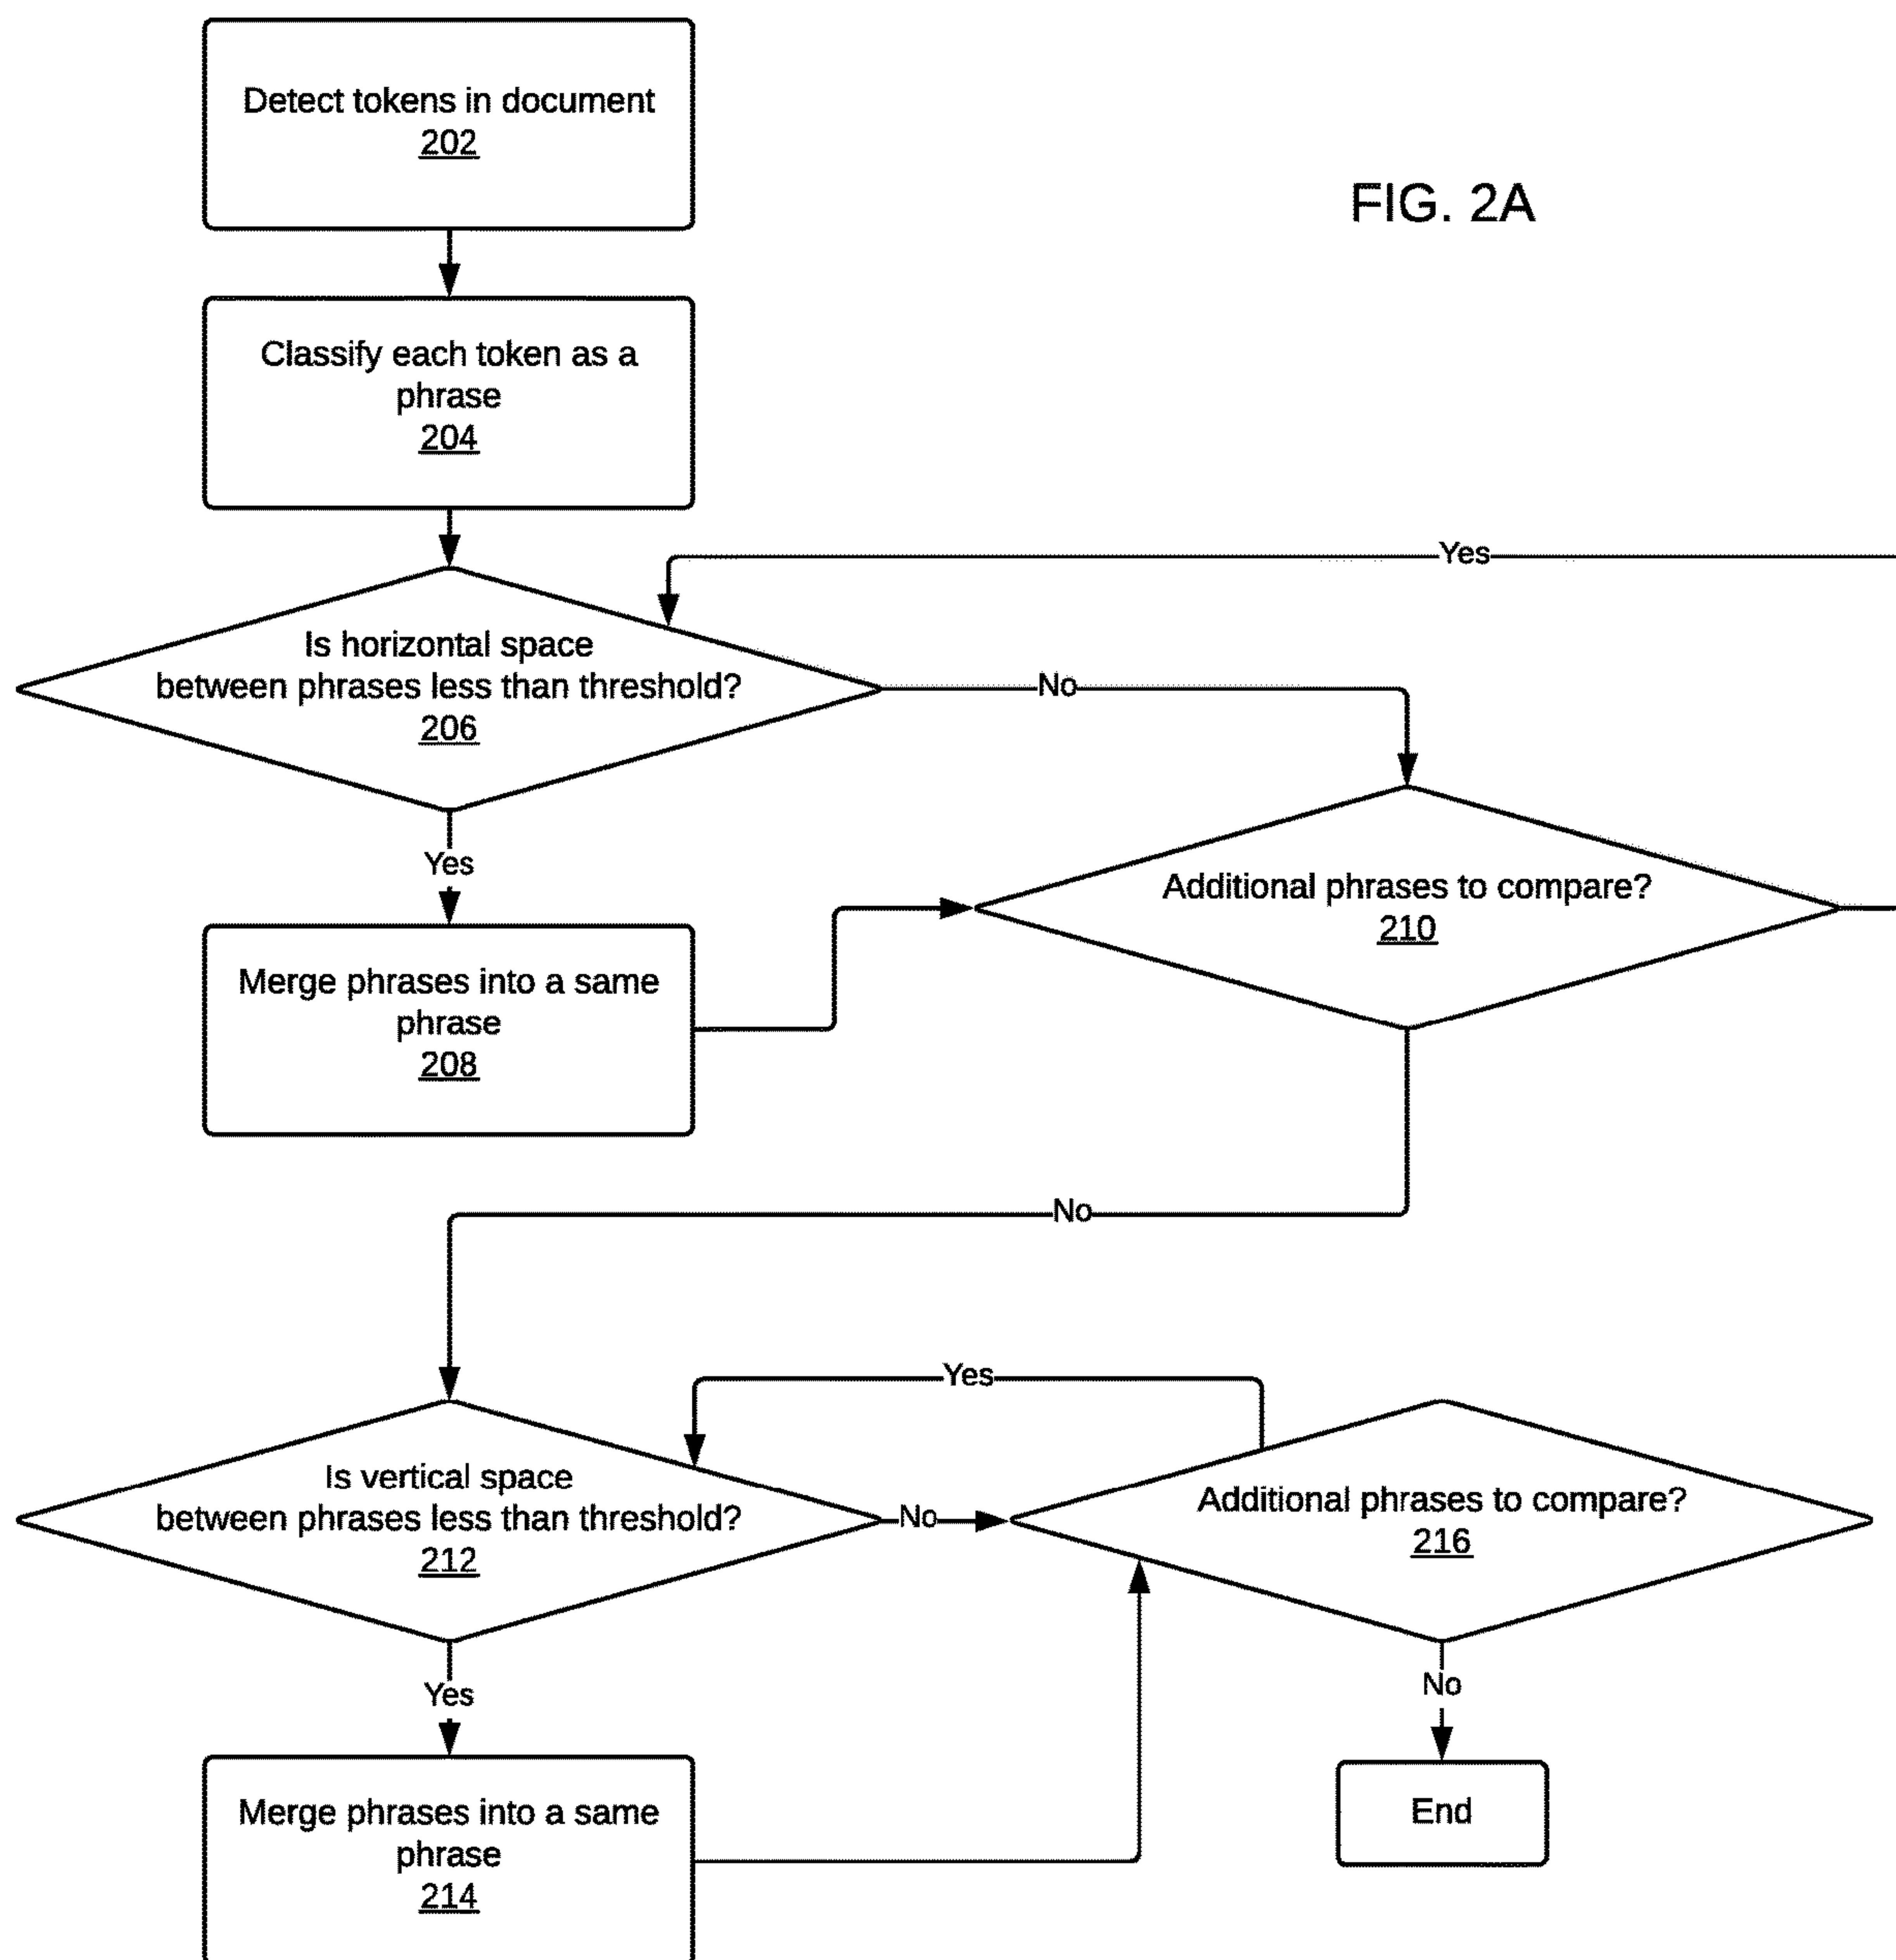 Detect tokens in document
202
FIG. 2A
Classify each token as a
phrase
204
Yes
Is horizontal space
between phrases less than threshold?
206
No
Yes
Additional phrases to compare?
210
Merge phrases into a same
phrase
208
No
Yes
Is vertical space
between phrases less than threshold?
212
No
Additional phrases to compare?
216
Yes
No
Merge phrases into a same
phrase
214
End